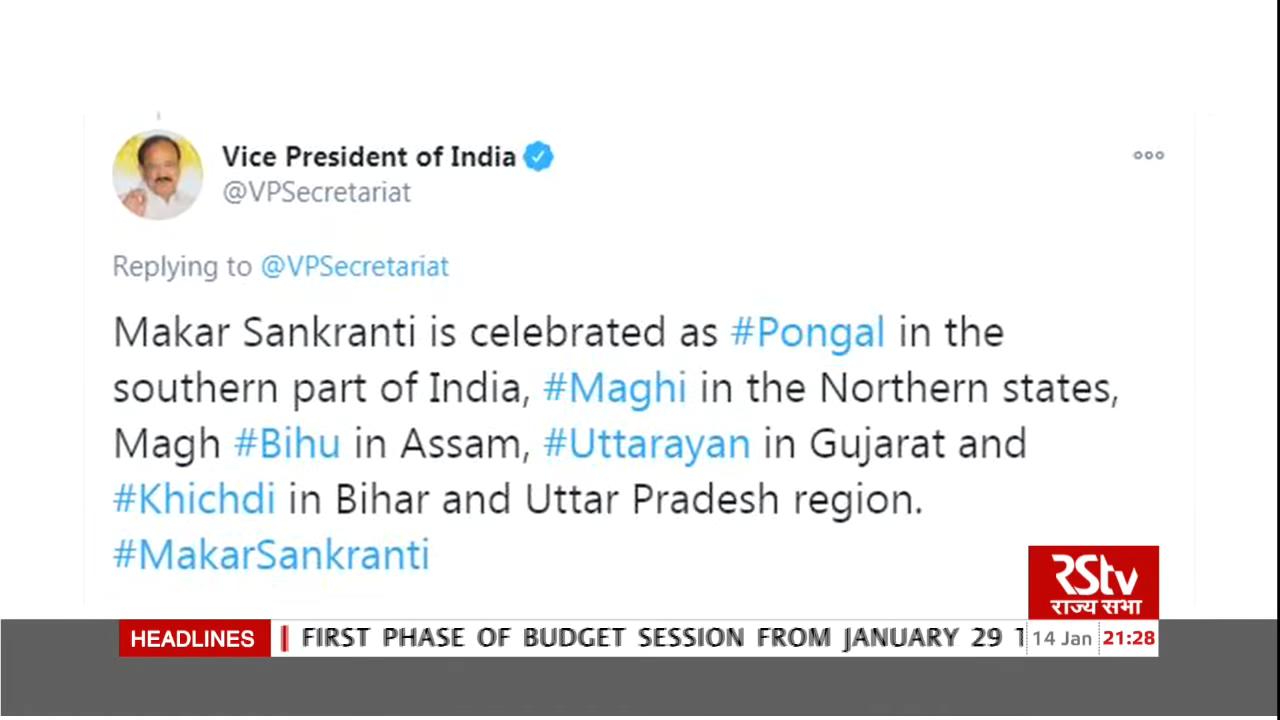 Vice President of India
@VPSecretariat
Replying to @VPSecretariat
Makar Sankranti is celebrated as #Pongal in the
southern part of India, #Maghi in the Northern states,
Magh #Bihu in Assam, #Uttarayan in Gujarat and
#Khichdi in Bihar and Uttar Pradesh region.
#MakarSankranti
RStv
राज्य सभा
HEADLINES FIRST PHASE OF BUDGET SESSION FROM JANUARY 29 T 14 Jan 21:28